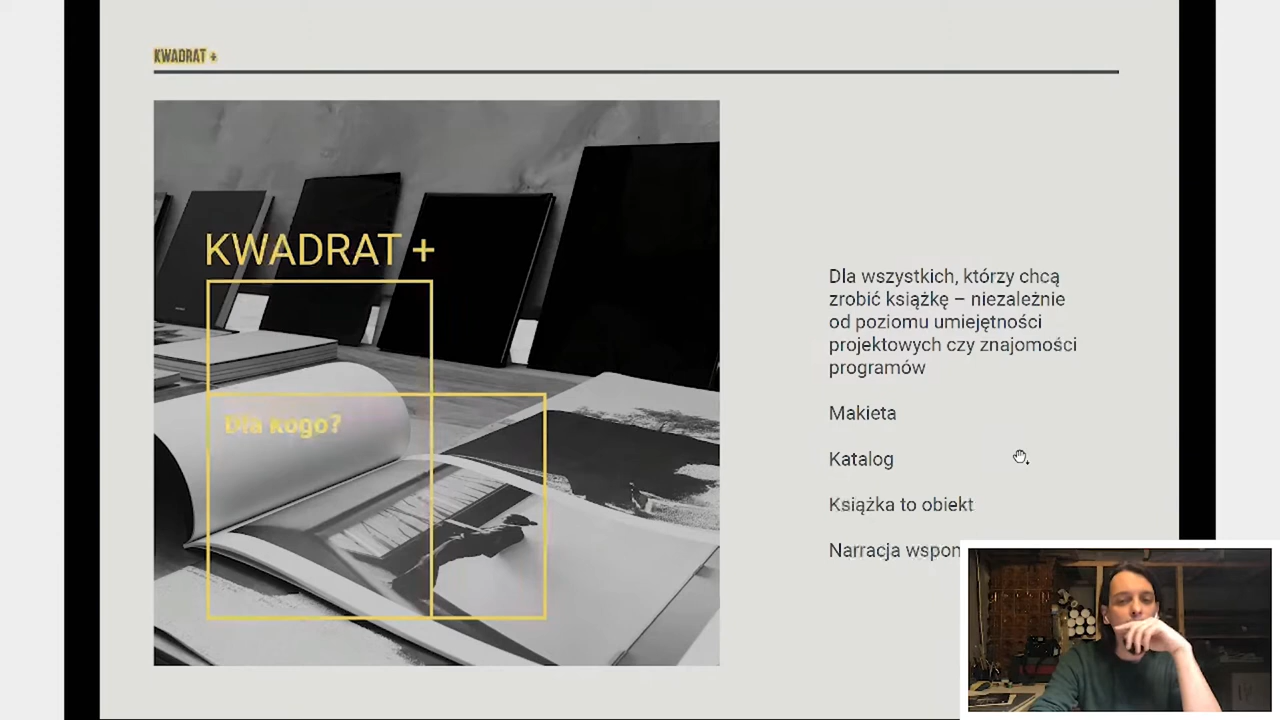 KWADRAT +
KWADRAT +
Dla kogo?
Dla wszystkich, którzy chcą
zrobić książkę – niezależnie
od poziomu umiejętności
projektowych czy znajomości
programów
Makieta
Katalog
Książka to obiekt
Narracja